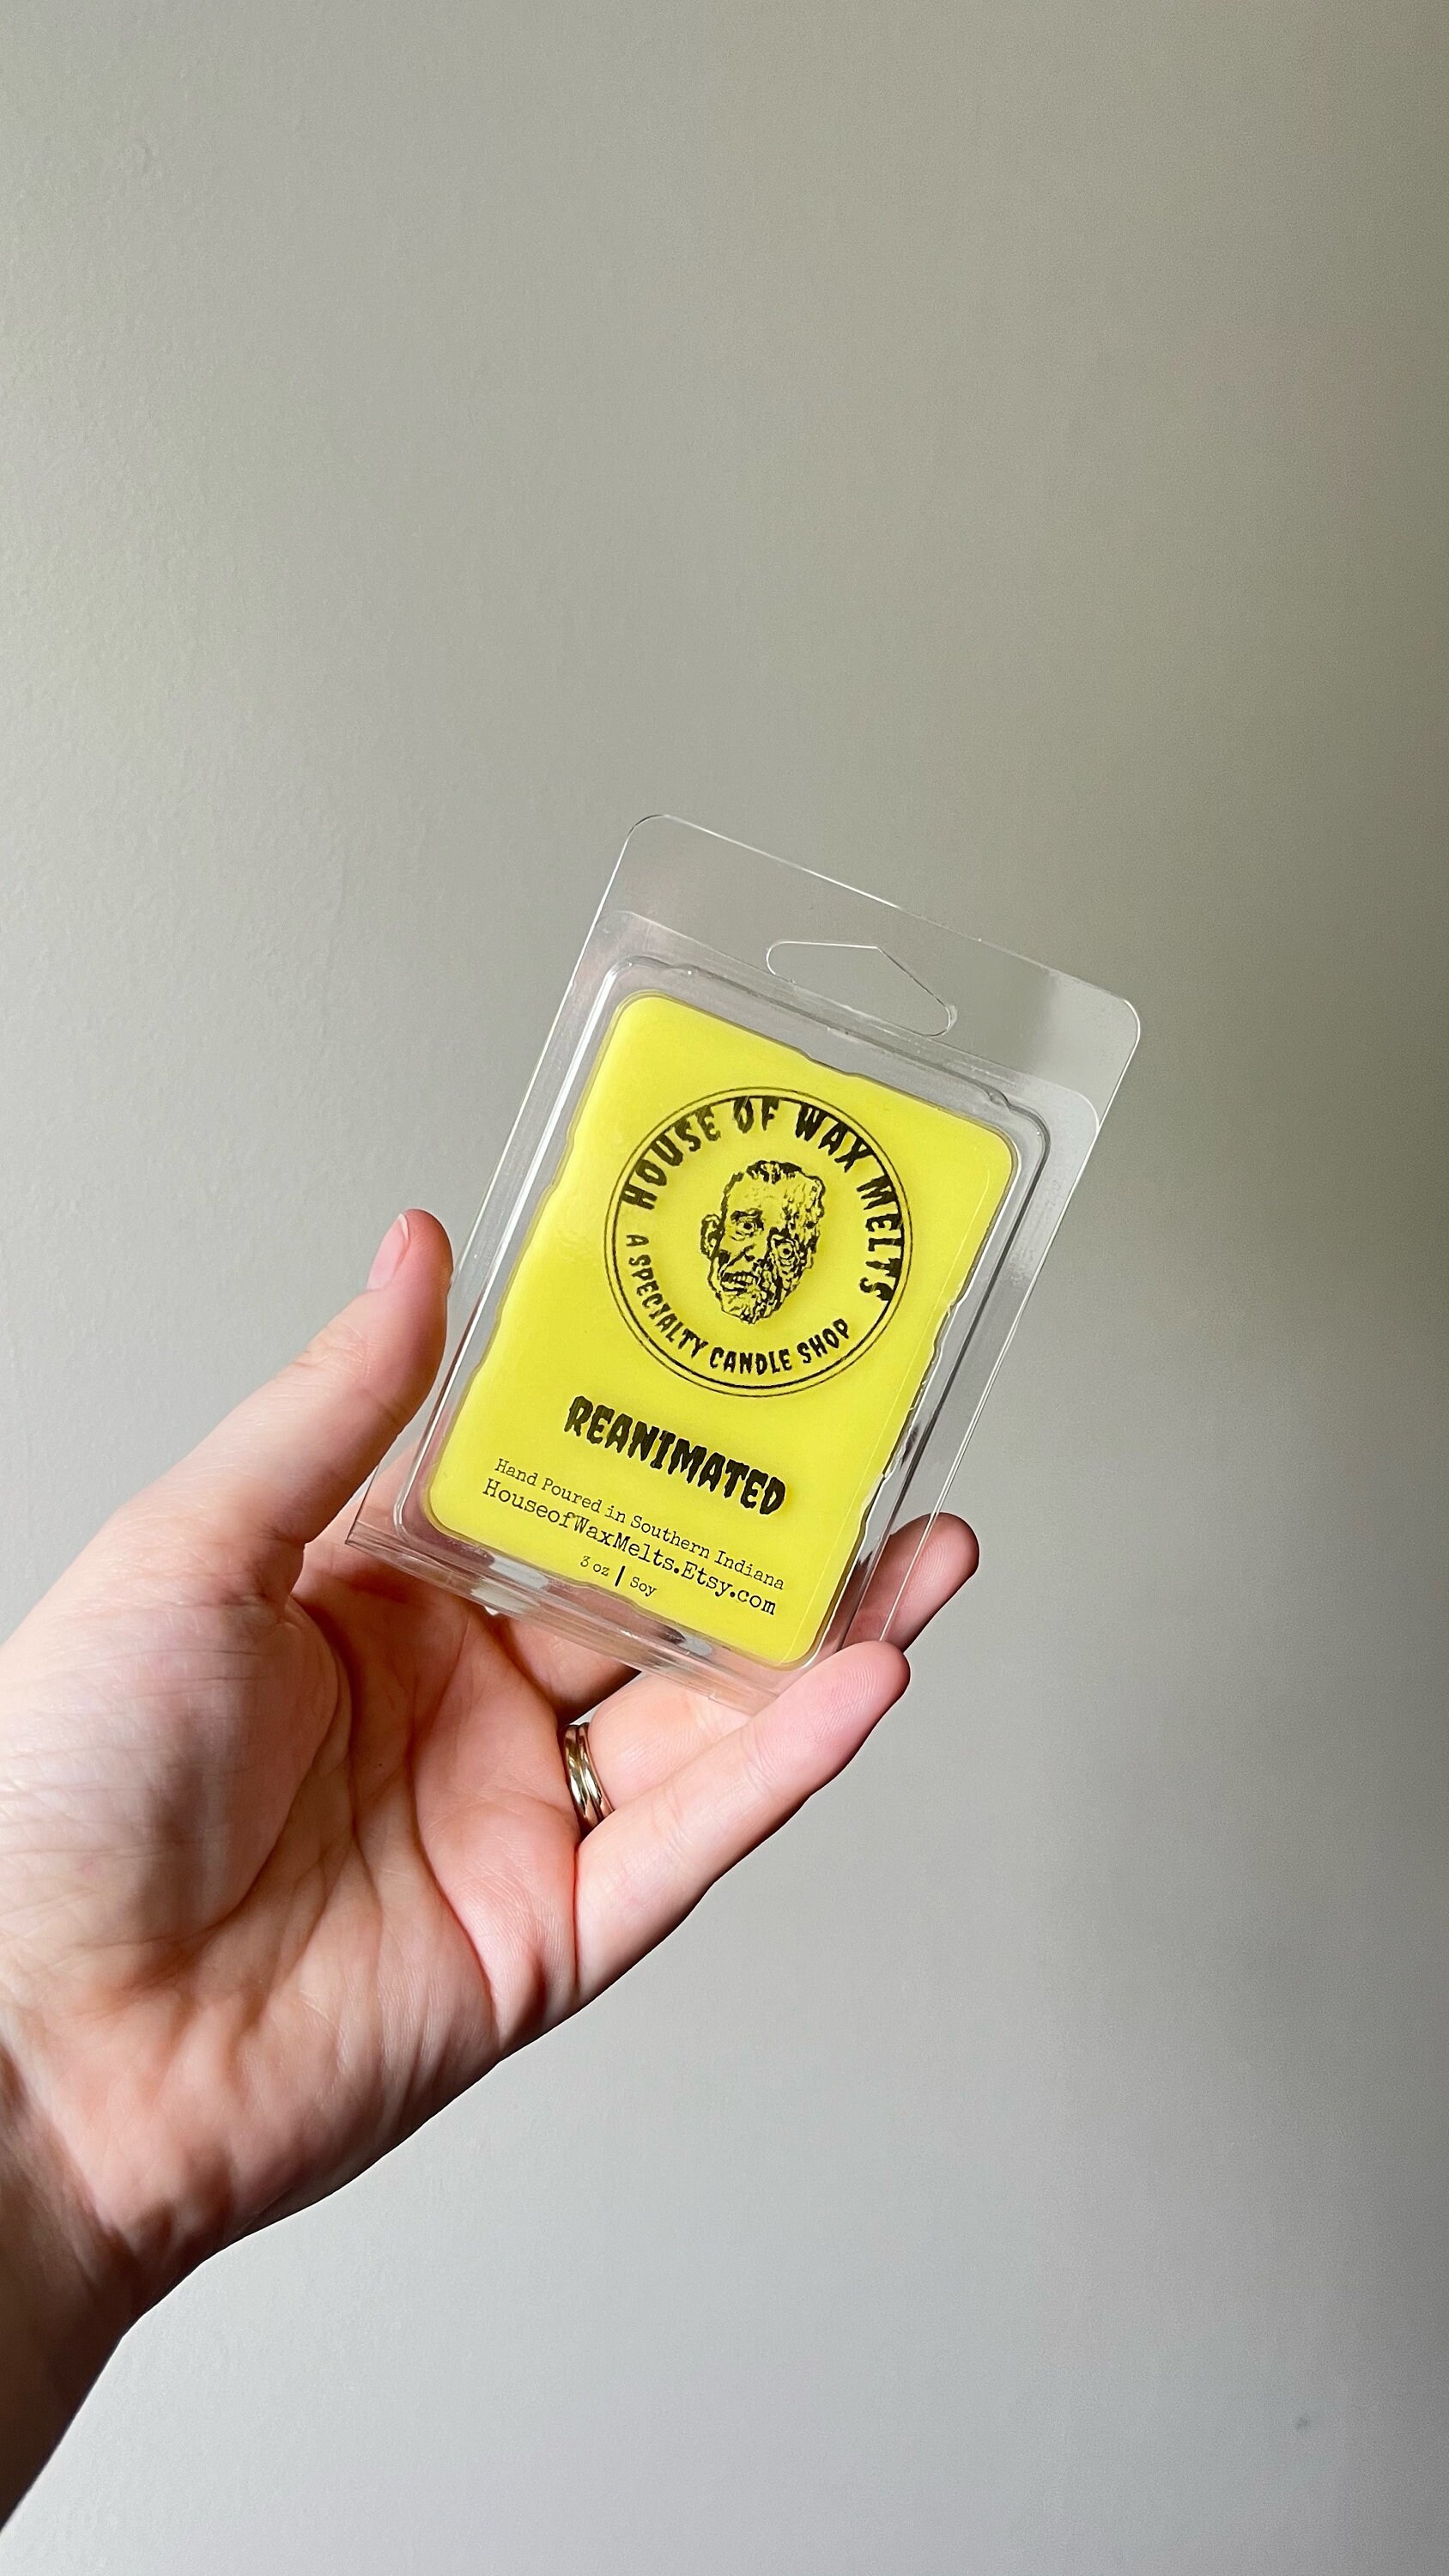 HOUSE OF WAX MELTS
A SPECIALTY CANDLE SHOP
REANIMATED
Hand Poured in Southern Indiana
HouseofWaxMelts.Etsy.com
3 oz | Soy